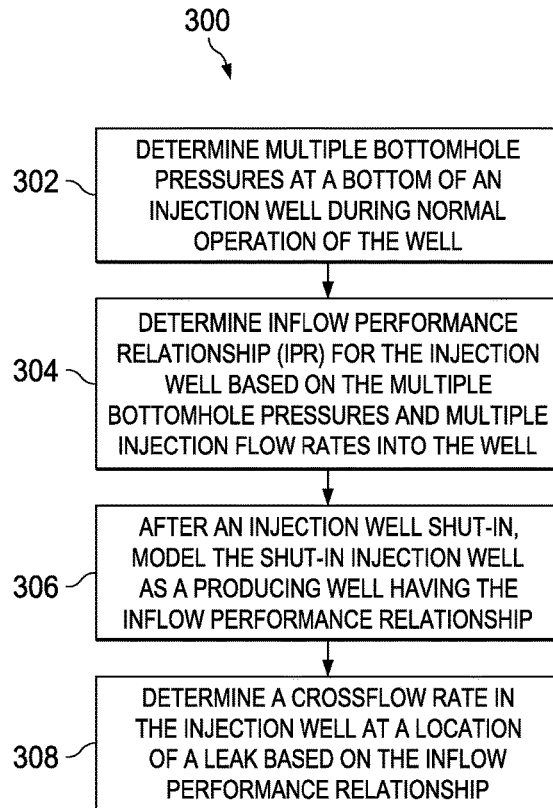 300
302
DETERMINE MULTIPLE BOTTOMHOLE
PRESSURES AT A BOTTOM OF AN
INJECTION WELL DURING NORMAL
OPERATION OF THE WELL
304
DETERMINE INFLOW PERFORMANCE
RELATIONSHIP (IPR) FOR THE INJECTION
WELL BASED ON THE MULTIPLE
BOTTOMHOLE PRESSURES AND MULTIPLE
INJECTION FLOW RATES INTO THE WELL
306
AFTER AN INJECTION WELL SHUT-IN,
MODEL THE SHUT-IN INJECTION WELL
AS A PRODUCING WELL HAVING THE
INFLOW PERFORMANCE RELATIONSHIP
308
DETERMINE A CROSSFLOW RATE IN
THE INJECTION WELL AT A LOCATION
OF A LEAK BASED ON THE INFLOW
PERFORMANCE RELATIONSHIP